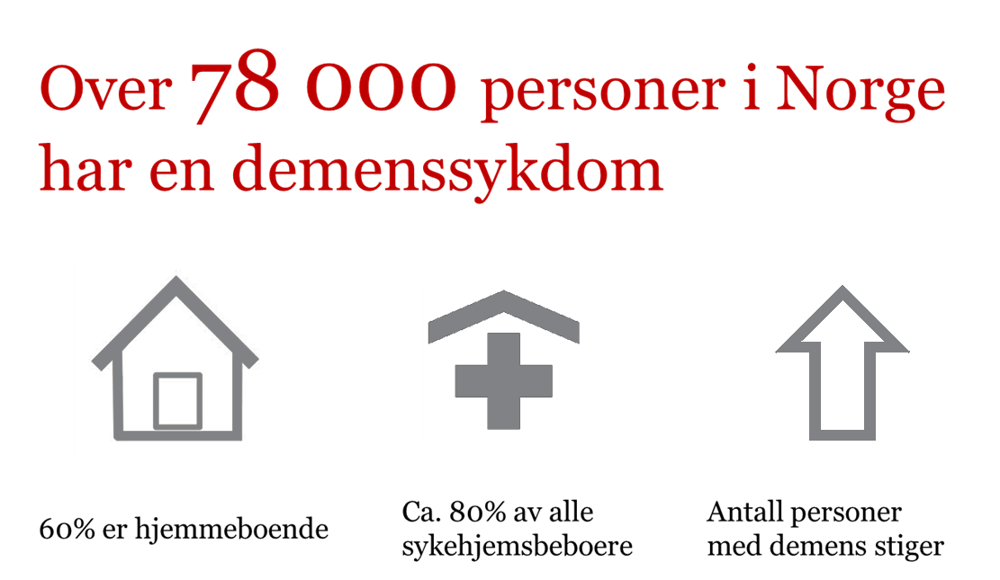 Over 78 000 personer i Norge
har en demenssykdom
60% er hjemmeboende
Ca. 80% av alle
sykehjemsbeboere
Antall personer
med demens stiger